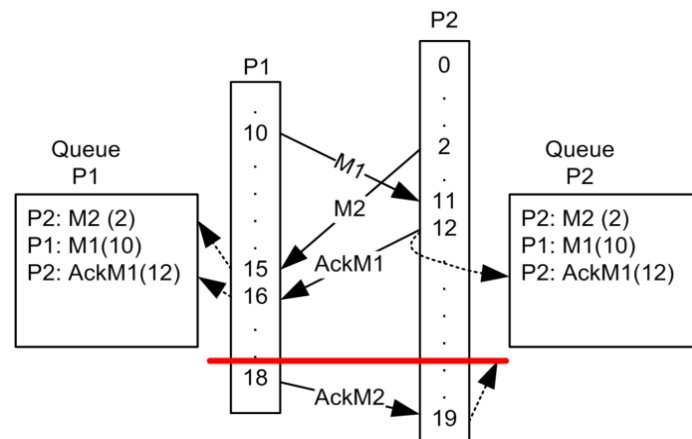 P2
P1
0
.
.
.
10
.
.
.
.
.
15
16
.
.
.
18
2
.
11
12
.
.
.
.
.
.
19
M1
M2
AckM1
AckM2
Queue
P1
P2: M2 (2)
P1: M1(10)
P2: AckM1(12)
Queue
P2
P2: M2 (2)
P1: M1(10)
P2: AckM1(12)